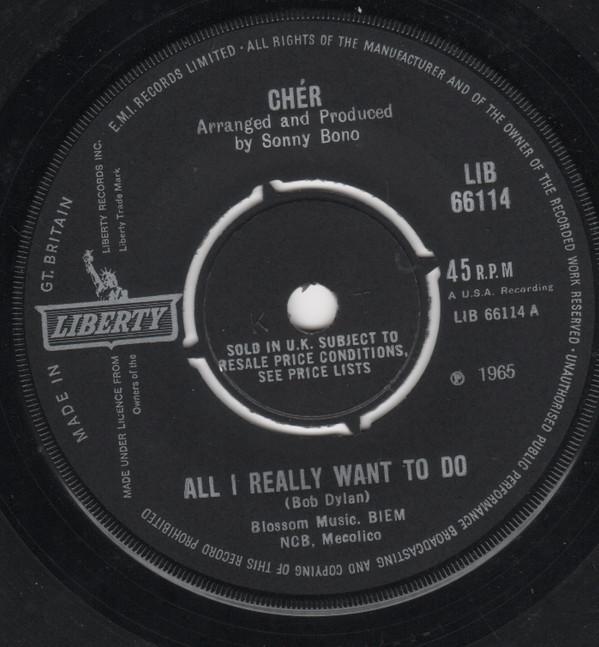 E.M.I. RECORDS LIMITED · ALL RIGHTS OF THE MANUFACTURER AND OF THE OWNER OF THE RECORDED WORK RESERVED · UNAUTHORISED PUBLIC PERFORMANCE BROADCASTING AND COPYING OF THIS RECORD PROHIBITED
MADE IN GT. BRITAIN
CHÉR
Arranged and Produced
by Sonny Bono
LIBERTY RECORDS INC.
Liberty Trade Mark
LIBERTY
MADE UNDER LICENCE FROM
Owners of the
LIB
66114
45 R.P.M
A U.S.A. Recording
LIB 66114 A
℗ 1965
K T
SOLD IN U.K. SUBJECT TO
RESALE PRICE CONDITIONS,
SEE PRICE LISTS
ALL I REALLY WANT TO DO
(Bob Dylan)
Blossom Music. BIEM
NCB, Mecolico